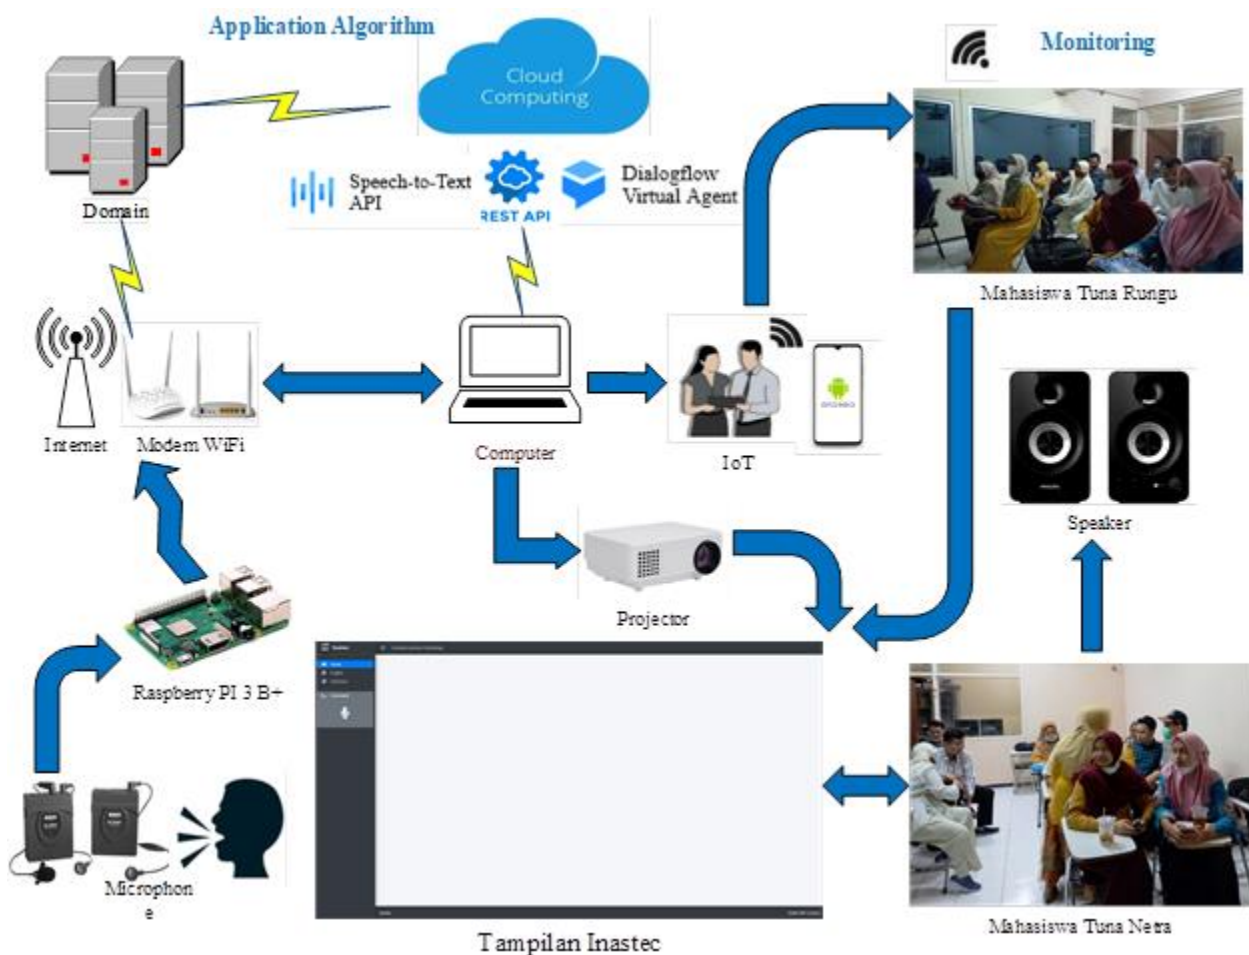 Application Algorithm
Monitoring
Cloud
Computing
Speech-to-Text
API
REST API
Dialogflow
Virtual Agent
Domain
Mahasiswa Tuna Rungu
Internet
Modem WiFi
Computer
IoT
ANDROID
Speaker
Projector
Raspberry PI 3 B+
Microphon
e
Mahasiswa Tuna Netra
Tampilan Inastec